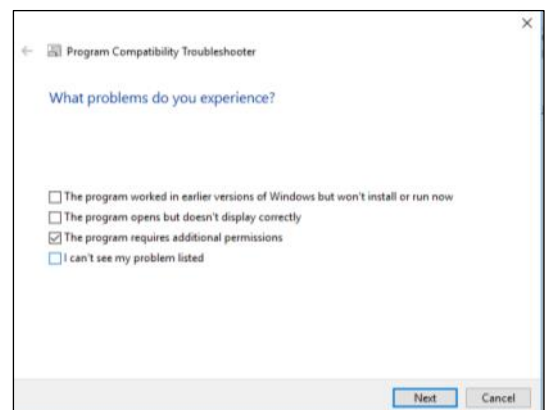 Program Compatibility Troubleshooter
What problems do you experience?
The program worked in earlier versions of Windows but won't install or run now
The program opens but doesn't display correctly
The program requires additional permissions
I can't see my problem listed
Next Cancel